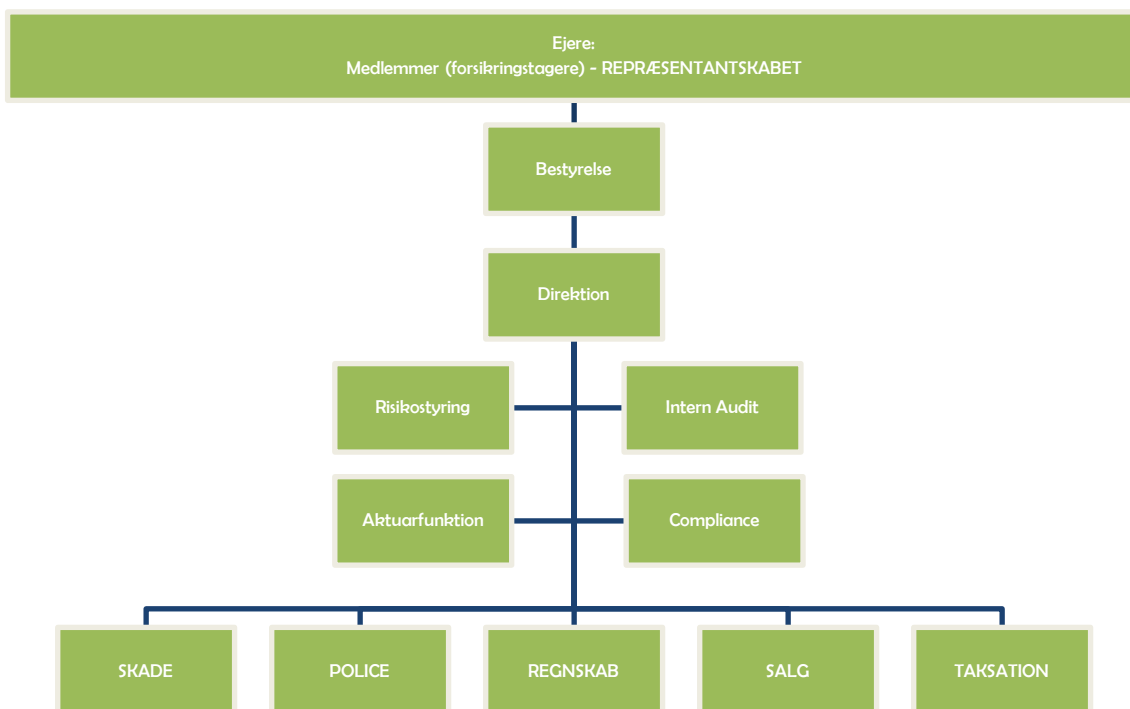 Ejere:
Medlemmer (forsikringstagere) - REPRÆSENTANTSKABET
Bestyrelse
Direktion
Risikostyring
Intern Audit
Aktuarfunktion
Compliance
SKADE
POLICE
REGNSKAB
SALG
TAKSATION